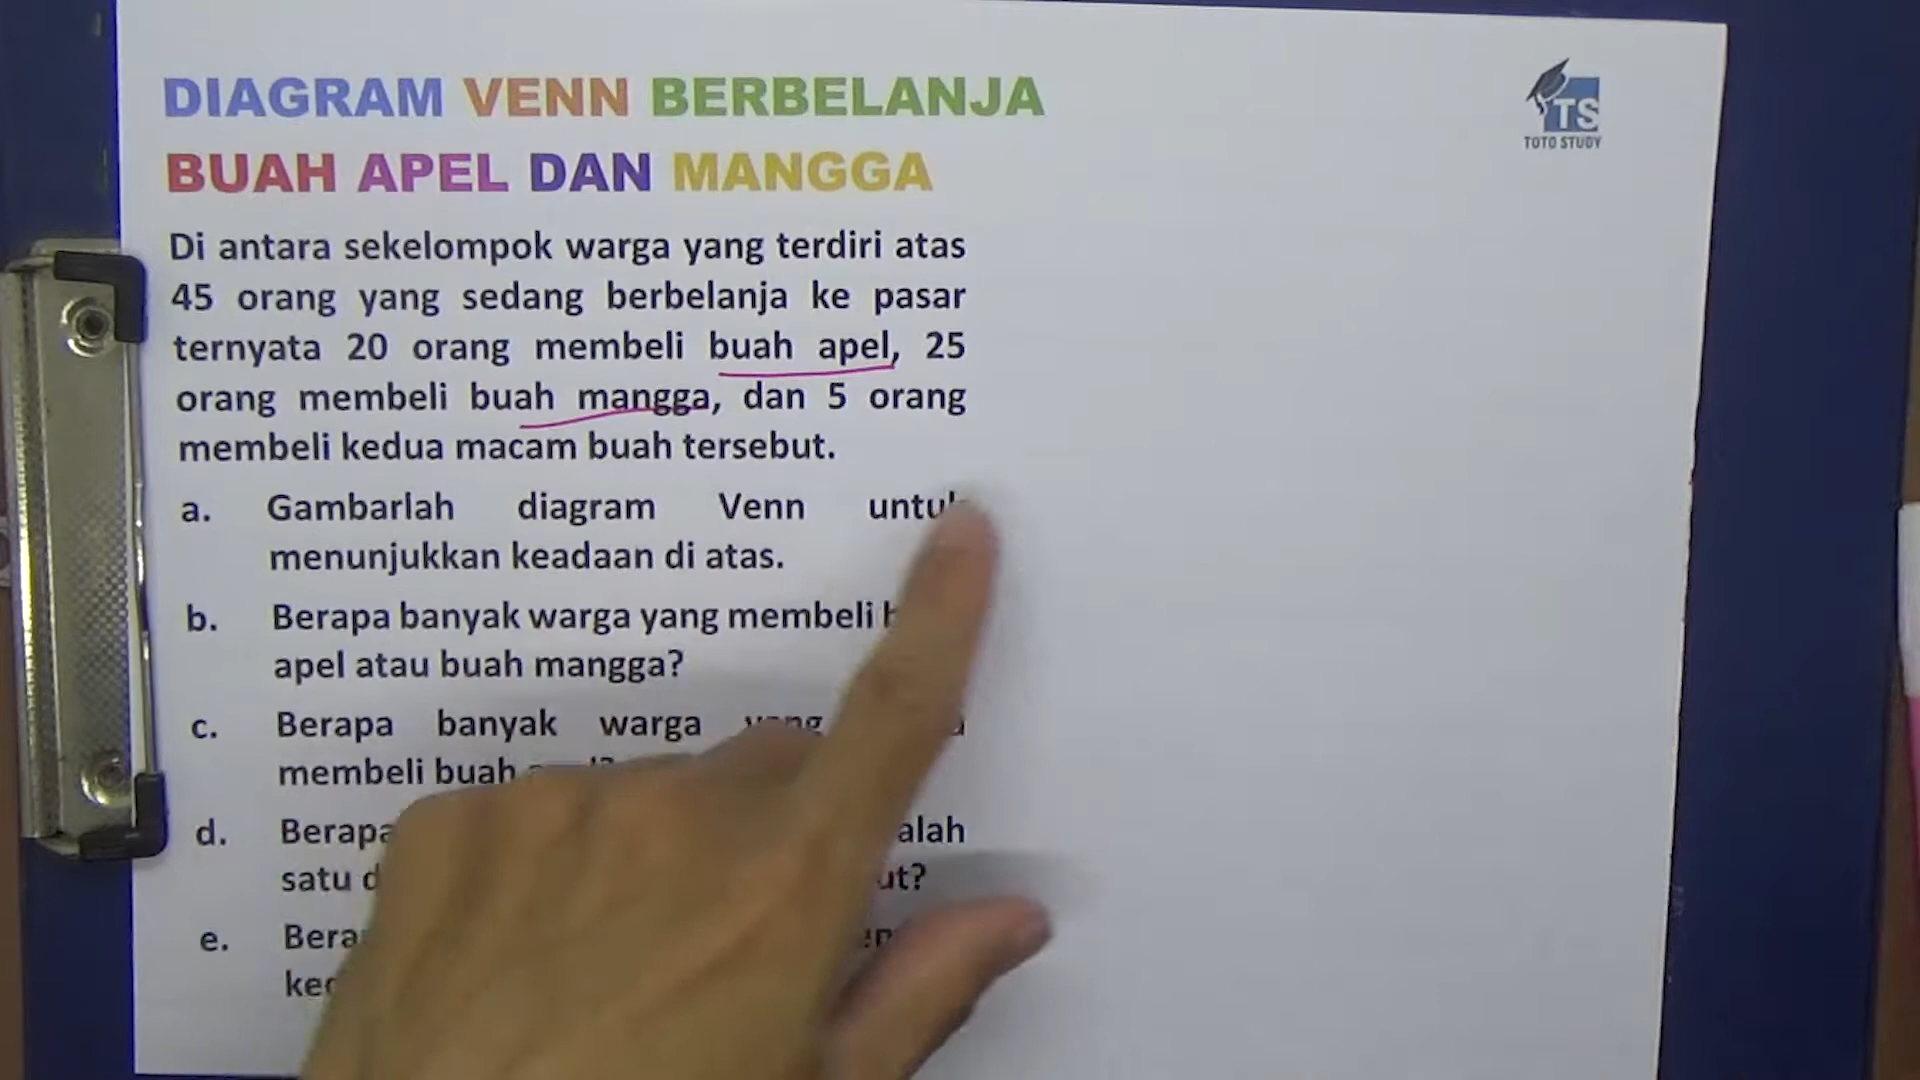 DIAGRAM VENN BERBELANJA
BUAH APEL DAN MANGGA
TS
TOTO STUDY
Di antara sekelompok warga yang terdiri atas
45 orang yang sedang berbelanja ke pasar
ternyata 20 orang membeli buah apel, 25
orang membeli buah mangga, dan 5 orang
membeli kedua macam buah tersebut.
a. Gambarlah diagram Venn
menunjukkan keadaan di atas.
b. Berapa banyak warga yang membeli
apel atau buah mangga?
c. Berapa banyak warga
membeli buah
d. Berapa
satu
e.